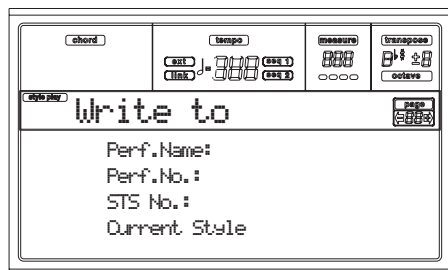 chord tempo measure transpose
ext seq 1
link seq 2
octave
style play
Write to page
Perf.Name:
Perf.No.:
STS No.:
Current Style